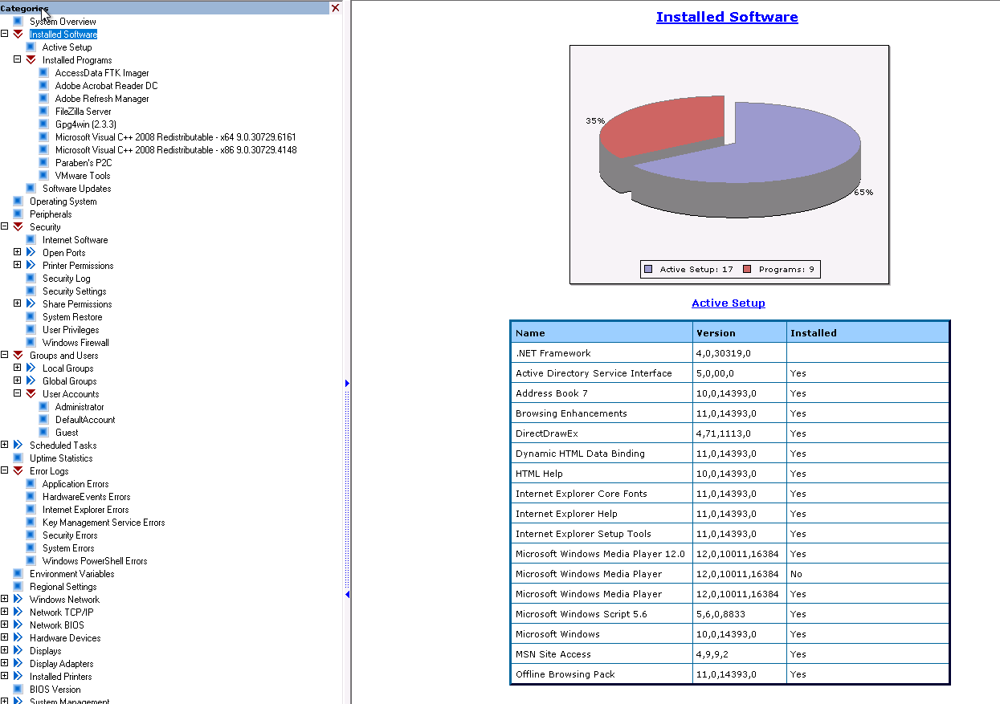 Categories
System Overview
Installed Software
Active Setup
Installed Programs
AccessData FTK Imager
Adobe Acrobat Reader DC
Adobe Refresh Manager
FileZilla Server
Gpg4win (2.3.3)
Microsoft Visual C++ 2008 Redistributable - x64 9.0.30729.6161
Microsoft Visual C++ 2008 Redistributable - x86 9.0.30729.4148
Paraben's P2C
VMware Tools
Software Updates
Operating System
Peripherals
Security
Internet Software
Open Ports
Printer Permissions
Security Log
Security Settings
Share Permissions
System Restore
User Privileges
Windows Firewall
Groups and Users
Local Groups
Global Groups
User Accounts
Administrator
DefaultAccount
Guest
Scheduled Tasks
Uptime Statistics
Error Logs
Application Errors
HardwareEvents Errors
Internet Explorer Errors
Key Management Service Errors
Security Errors
System Errors
Windows PowerShell Errors
Environment Variables
Regional Settings
Windows Network
Network TCP/IP
Network BIOS
Hardware Devices
Displays
Display Adapters
Installed Printers
BIOS Version
System Management
Installed Software
35%
65%
Active Setup: 17 Programs: 9
Active Setup
Name Version Installed
.NET Framework 4,0,30319,0
Active Directory Service Interface 5,0,00,0 Yes
Address Book 7 10,0,14393,0 Yes
Browsing Enhancements 11,0,14393,0 Yes
DirectDrawEx 4,71,1113,0 Yes
Dynamic HTML Data Binding 11,0,14393,0 Yes
HTML Help 10,0,14393,0 Yes
Internet Explorer Core Fonts 11,0,14393,0 Yes
Internet Explorer Help 11,0,14393,0 Yes
Internet Explorer Setup Tools 11,0,14393,0 Yes
Microsoft Windows Media Player 12.0 12,0,10011,16384 Yes
Microsoft Windows Media Player 12,0,10011,16384 No
Microsoft Windows Media Player 12,0,10011,16384 Yes
Microsoft Windows Script 5.6 5,6,0,8833 Yes
Microsoft Windows 10,0,14393,0 Yes
MSN Site Access 4,9,9,2 Yes
Offline Browsing Pack 11,0,14393,0 Yes